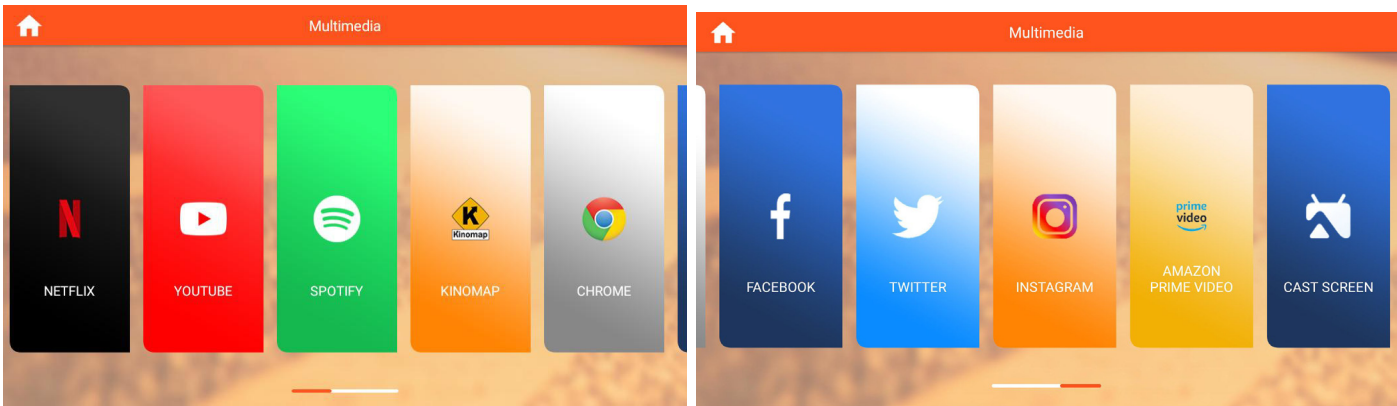 Multimedia
N
NETFLIX
YOUTUBE
SPOTIFY
K
Kinomap
KINOMAP
CHROME
Multimedia
f
FACEBOOK
TWITTER
INSTAGRAM
prime
video
AMAZON
PRIME VIDEO
CAST SCREEN